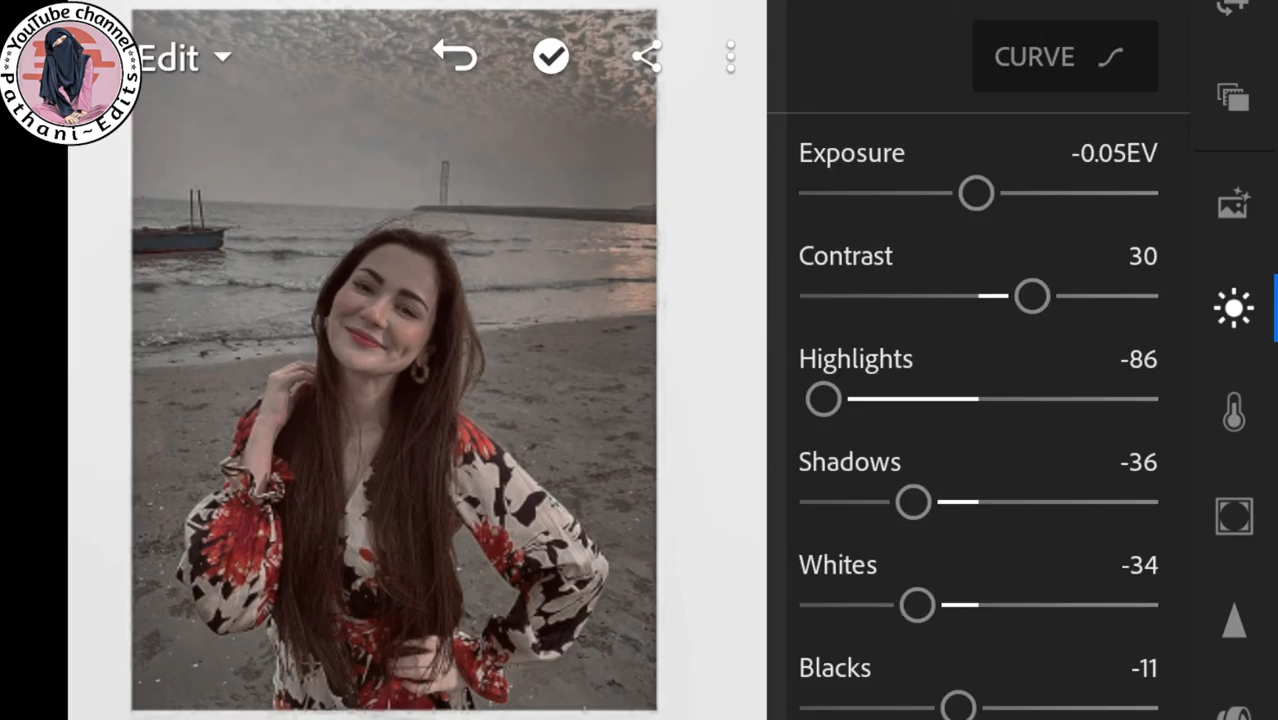 YouTube channel
Pathani~Edits
Edit
CURVE
Exposure -0.05EV
Contrast 30
Highlights -86
Shadows -36
Whites -34
Blacks -11